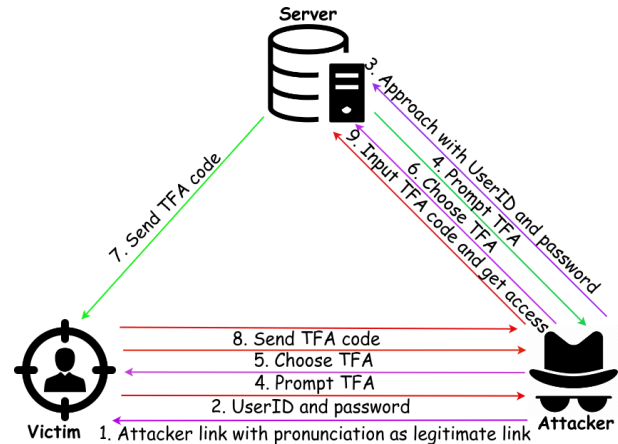 Server
3. Approach with UserID and password
4. Prompt TFA
6. Choose TFA
9. Input TFA code and get access
7. Send TFA code
8. Send TFA code
5. Choose TFA
4. Prompt TFA
2. UserID and password
Victim
Attacker
1. Attacker link with pronunciation as legitimate link